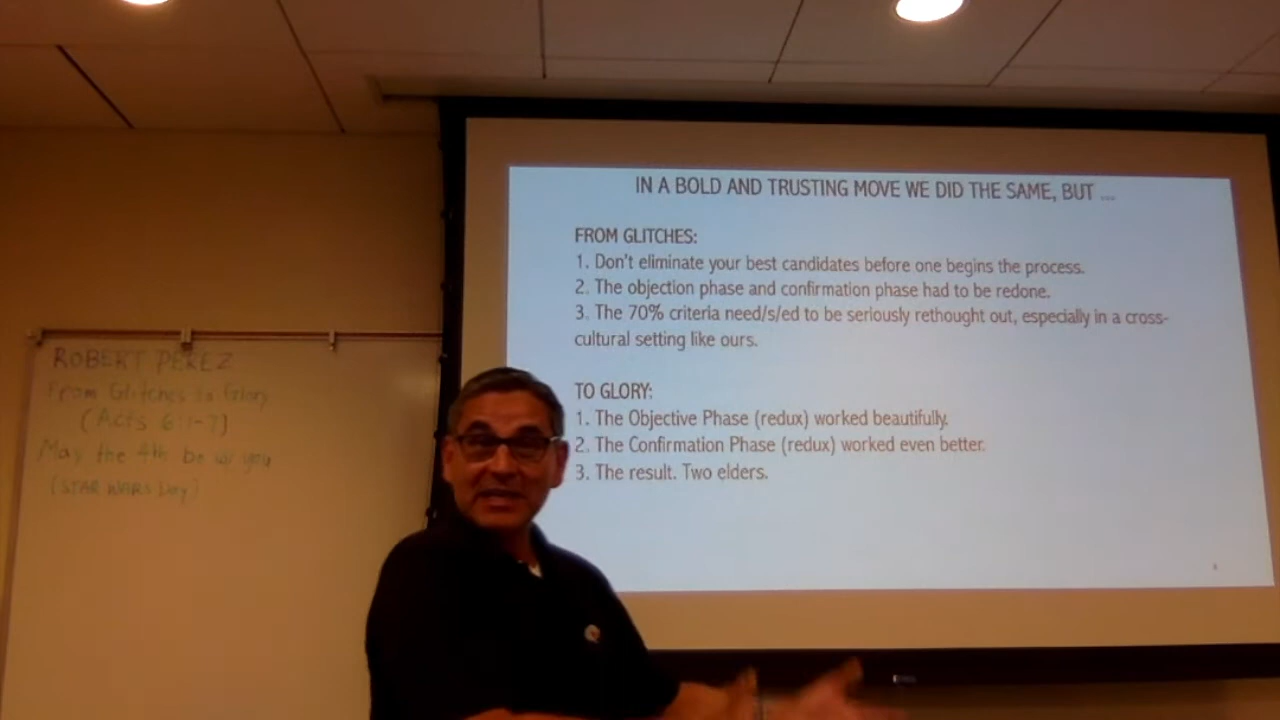 ROBERT PEREZ
From Glitches to Glory
(Acts 6:1-7)
May the 4th be w/ you
(STAR WARS Day)
IN A BOLD AND TRUSTING MOVE WE DID THE SAME, BUT ...
FROM GLITCHES:
1. Don't eliminate your best candidates before one begins the process.
2. The objection phase and confirmation phase had to be redone.
3. The 70% criteria need/s/ed to be seriously rethought out, especially in a cross-
cultural setting like ours.
TO GLORY:
1. The Objective Phase (redux) worked beautifully.
2. The Confirmation Phase (redux) worked even better.
3. The result. Two elders.